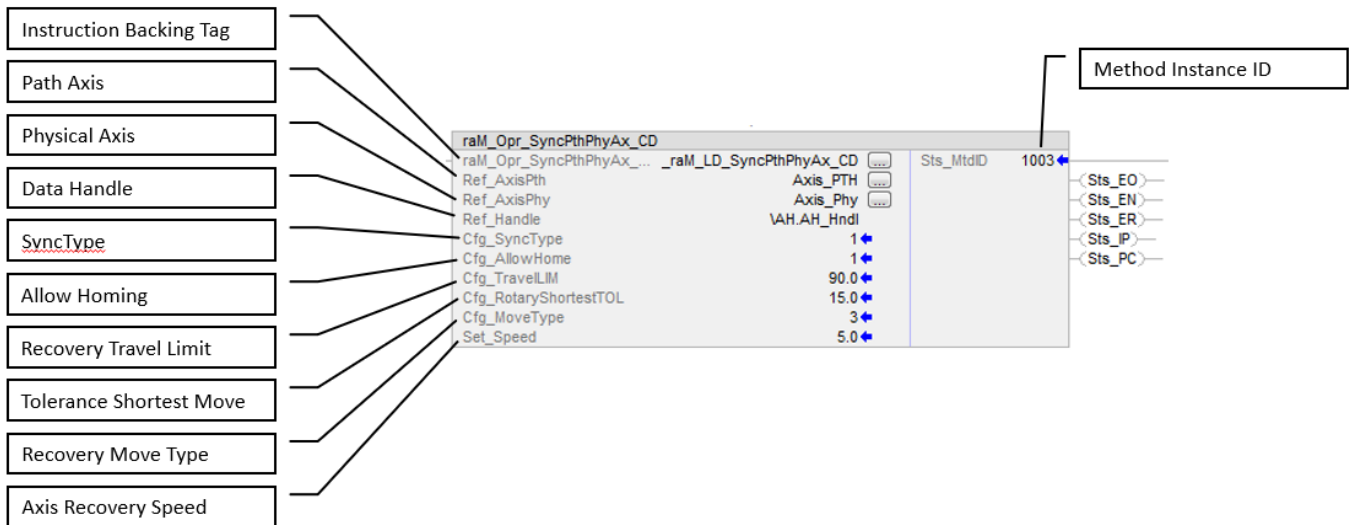 Instruction Backing Tag
Path Axis
Physical Axis
Data Handle
SyncType
Allow Homing
Recovery Travel Limit
Tolerance Shortest Move
Recovery Move Type
Axis Recovery Speed
Method Instance ID
raM_Opr_SyncPthPhyAx_CD
raM_Opr_SyncPthPhyAx_... _raM_LD_SyncPthPhyAx_CD ... Sts_MtdID 1003
Ref_AxisPth Axis_PTH ... Sts_EO
Ref_AxisPhy Axis_Phy ... Sts_EN
Ref_Handle \AH.AH_Hndl Sts_ER
Cfg_SyncType 1 Sts_IP
Cfg_AllowHome 1 Sts_PC
Cfg_TravelLIM 90.0
Cfg_RotaryShortestTOL 15.0
Cfg_MoveType 3
Set_Speed 5.0